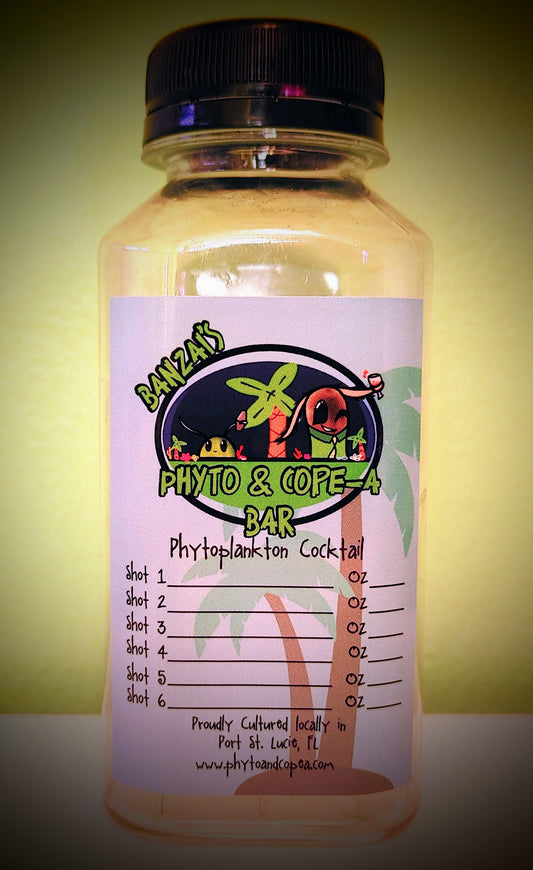 BANZAI'S
PHYTO & COPE-A
BAR
Phytoplankton Cocktail
Shot 1 Oz
Shot 2 Oz
Shot 3 Oz
Shot 4 Oz
Shot 5 Oz
Shot 6 Oz
Proudly Cultured locally in
Port St. Lucie, FL
www.phytoandcopea.com